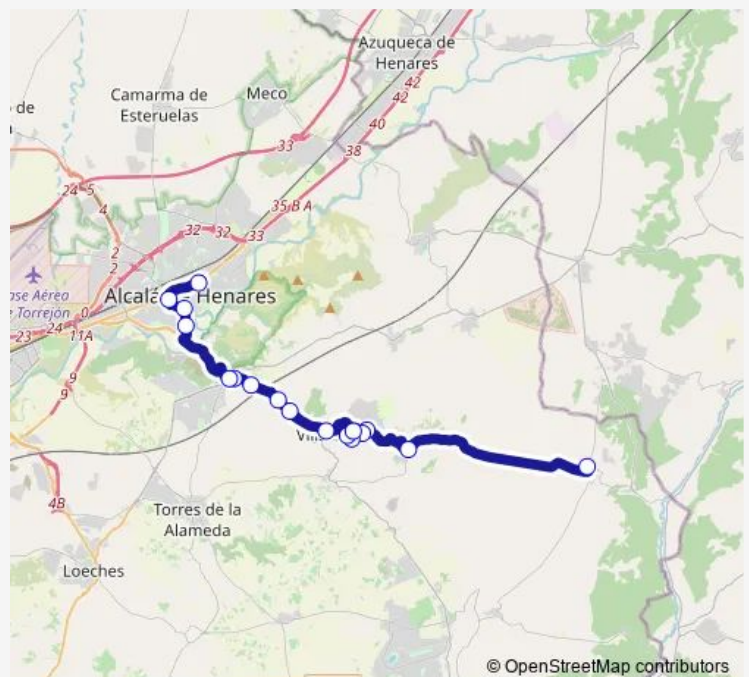 Azuqueca de
Henares
42
42
Camarma de
Esteruelas
Meco
de
40
33
38
24
5
4
35 B A
32
32
33
2
2
Alcalá
Henares
Base Aérea
Torrejón
0
24
23
11A
9
9
4B
Torres de la
Alameda
Loeches
© OpenStreetMap contributors